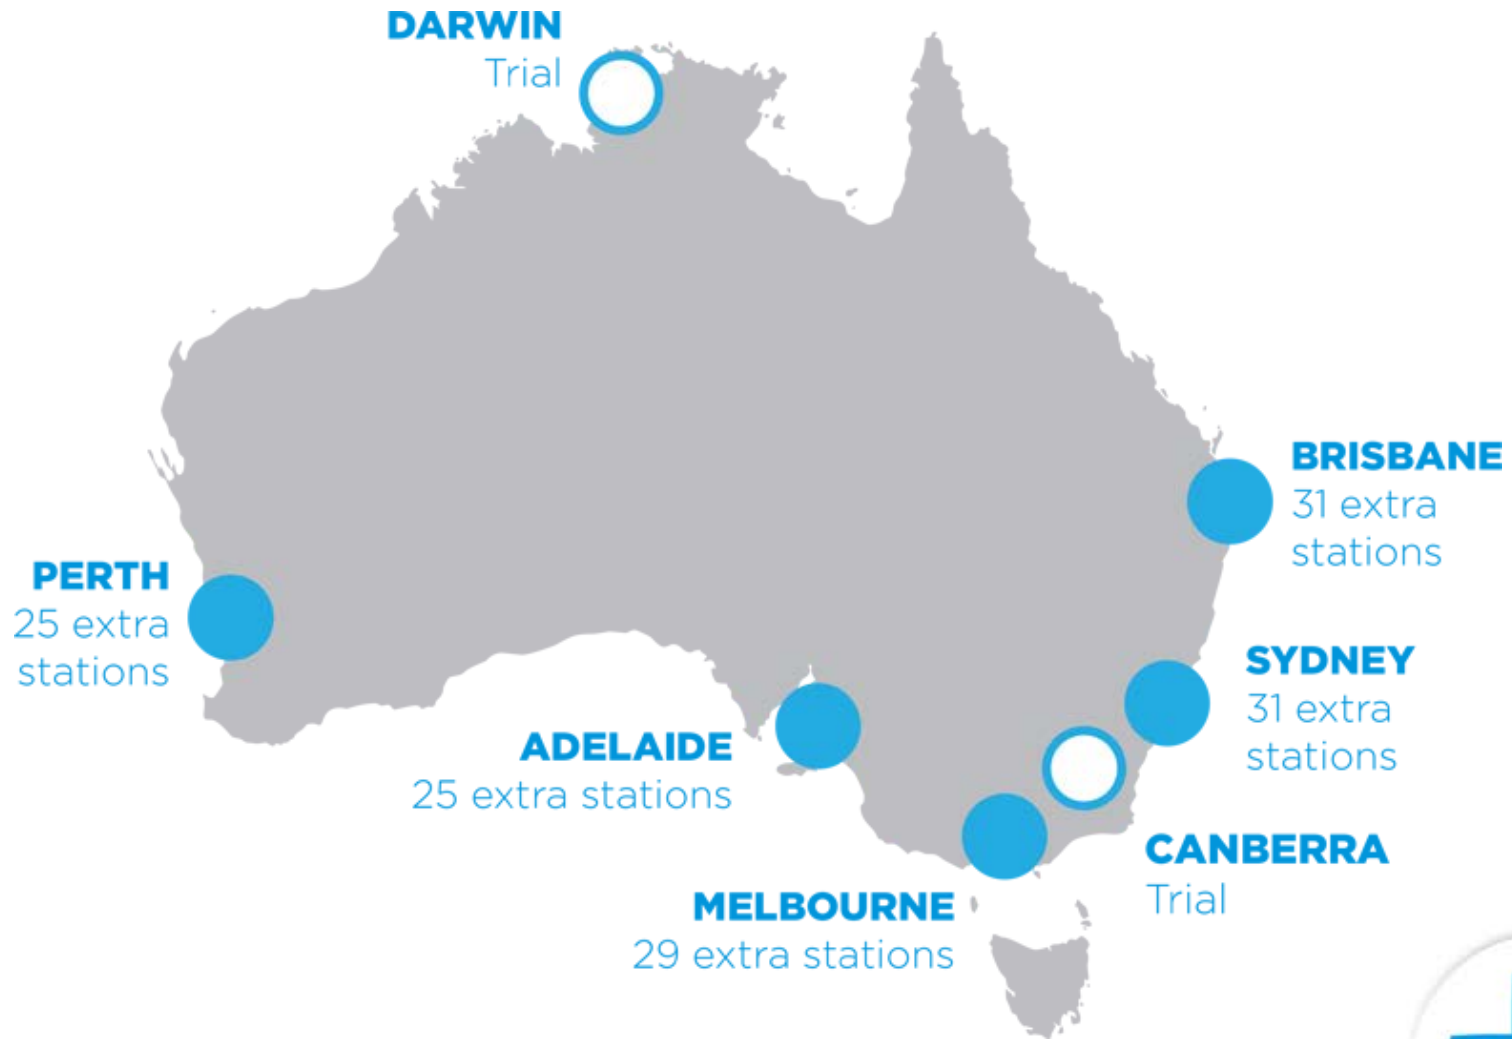 DARWIN
Trial
BRISBANE
31 extra
stations
PERTH
25 extra
stations
SYDNEY
31 extra
stations
ADELAIDE
25 extra stations
CANBERRA
Trial
MELBOURNE
29 extra stations